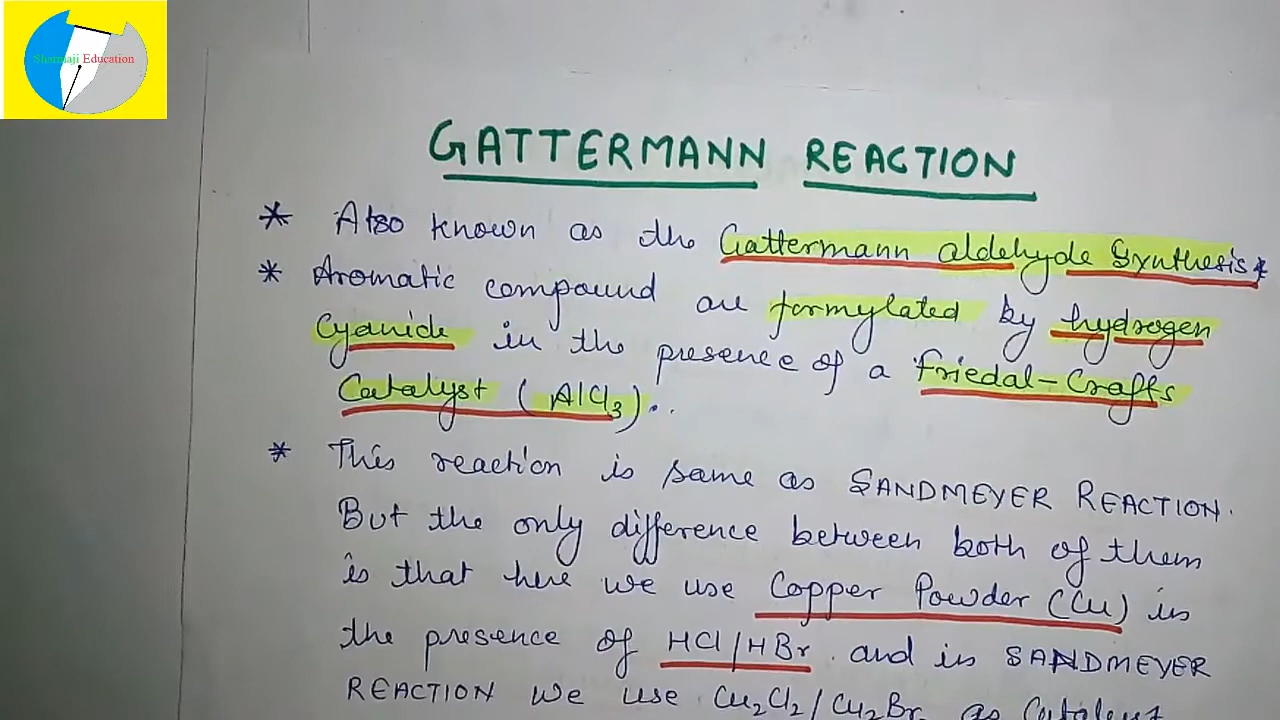 Sharmaji Education
GATTERMANN REACTION
* Also known as the Gattermann aldehyde Synthesis*
* Aromatic compound are formylated by hydrogen
Cyanide in the presence of a Friedal-Crafts
Catalyst (AlCl3)..
* This reaction is same as SANDMEYER REACTION.
But the only difference between both of them
is that here we use Copper Powder (Cu) in
the presence of HCl/HBr and in SANDMEYER
REACTION we use Cu2Cl2/Cu2Br2 as Catalyst